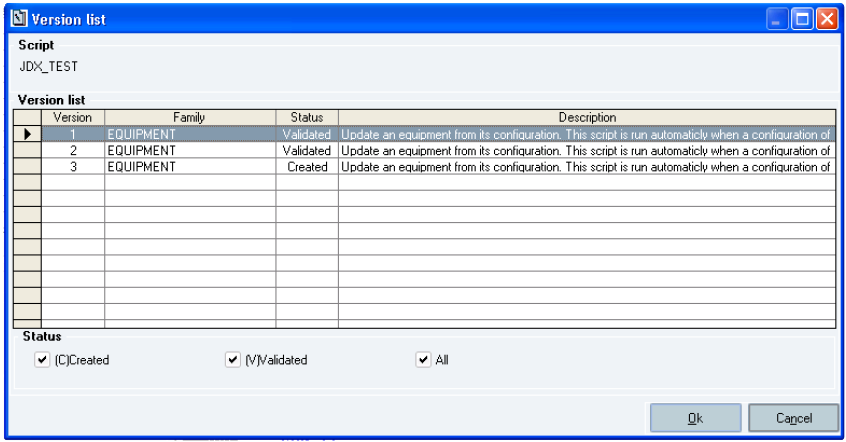 Version list
Script
JDX_TEST
Version list
Version Family Status Description
1 EQUIPMENT Validated Update an equipment from its configuration. This script is run automaticly when a configuration of
2 EQUIPMENT Validated Update an equipment from its configuration. This script is run automaticly when a configuration of
3 EQUIPMENT Created Update an equipment from its configuration. This script is run automaticly when a configuration of
Status
(C)Created (V)Validated All
Ok Cancel